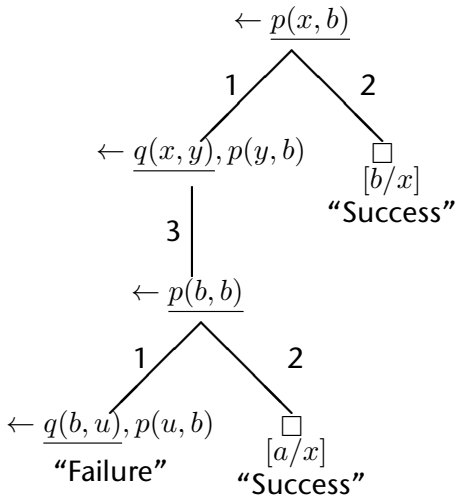 ← p(x, b)
1 2
← q(x, y), p(y, b) □
[b/x]
“Success”
3
← p(b, b)
1 2
← q(b, u), p(u, b) □
[a/x]
“Failure” “Success”